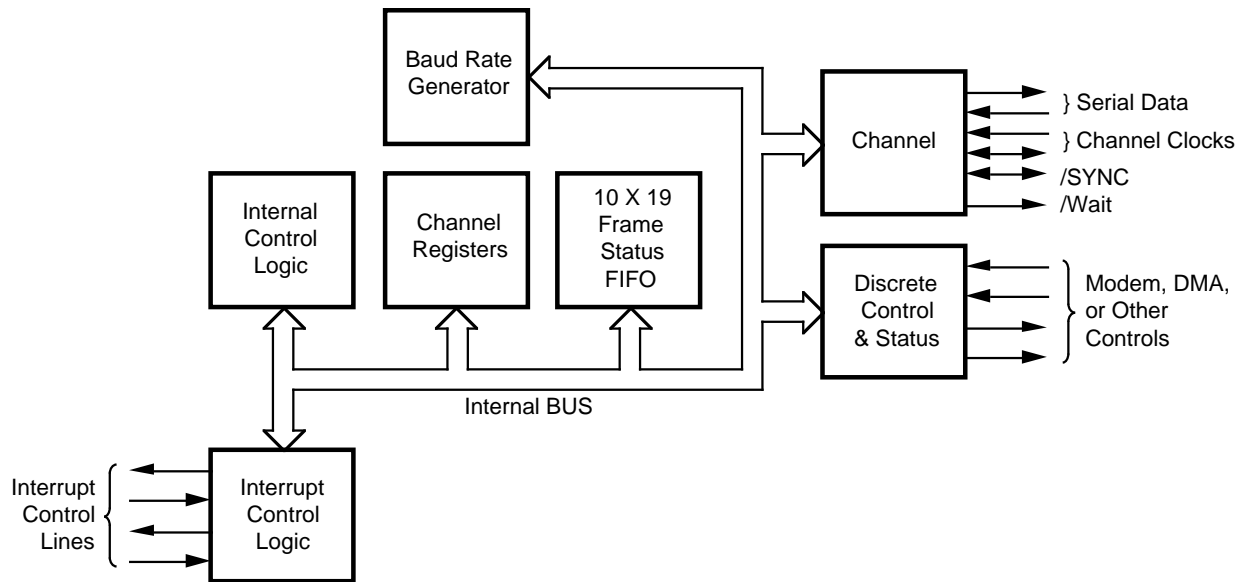 Baud Rate
Generator
Channel
} Serial Data
} Channel Clocks
/SYNC
/Wait
Internal
Control
Logic
Channel
Registers
10 X 19
Frame
Status
FIFO
Discrete
Control
& Status
Modem, DMA,
or Other
Controls
Internal BUS
Interrupt
Control
Lines
Interrupt
Control
Logic